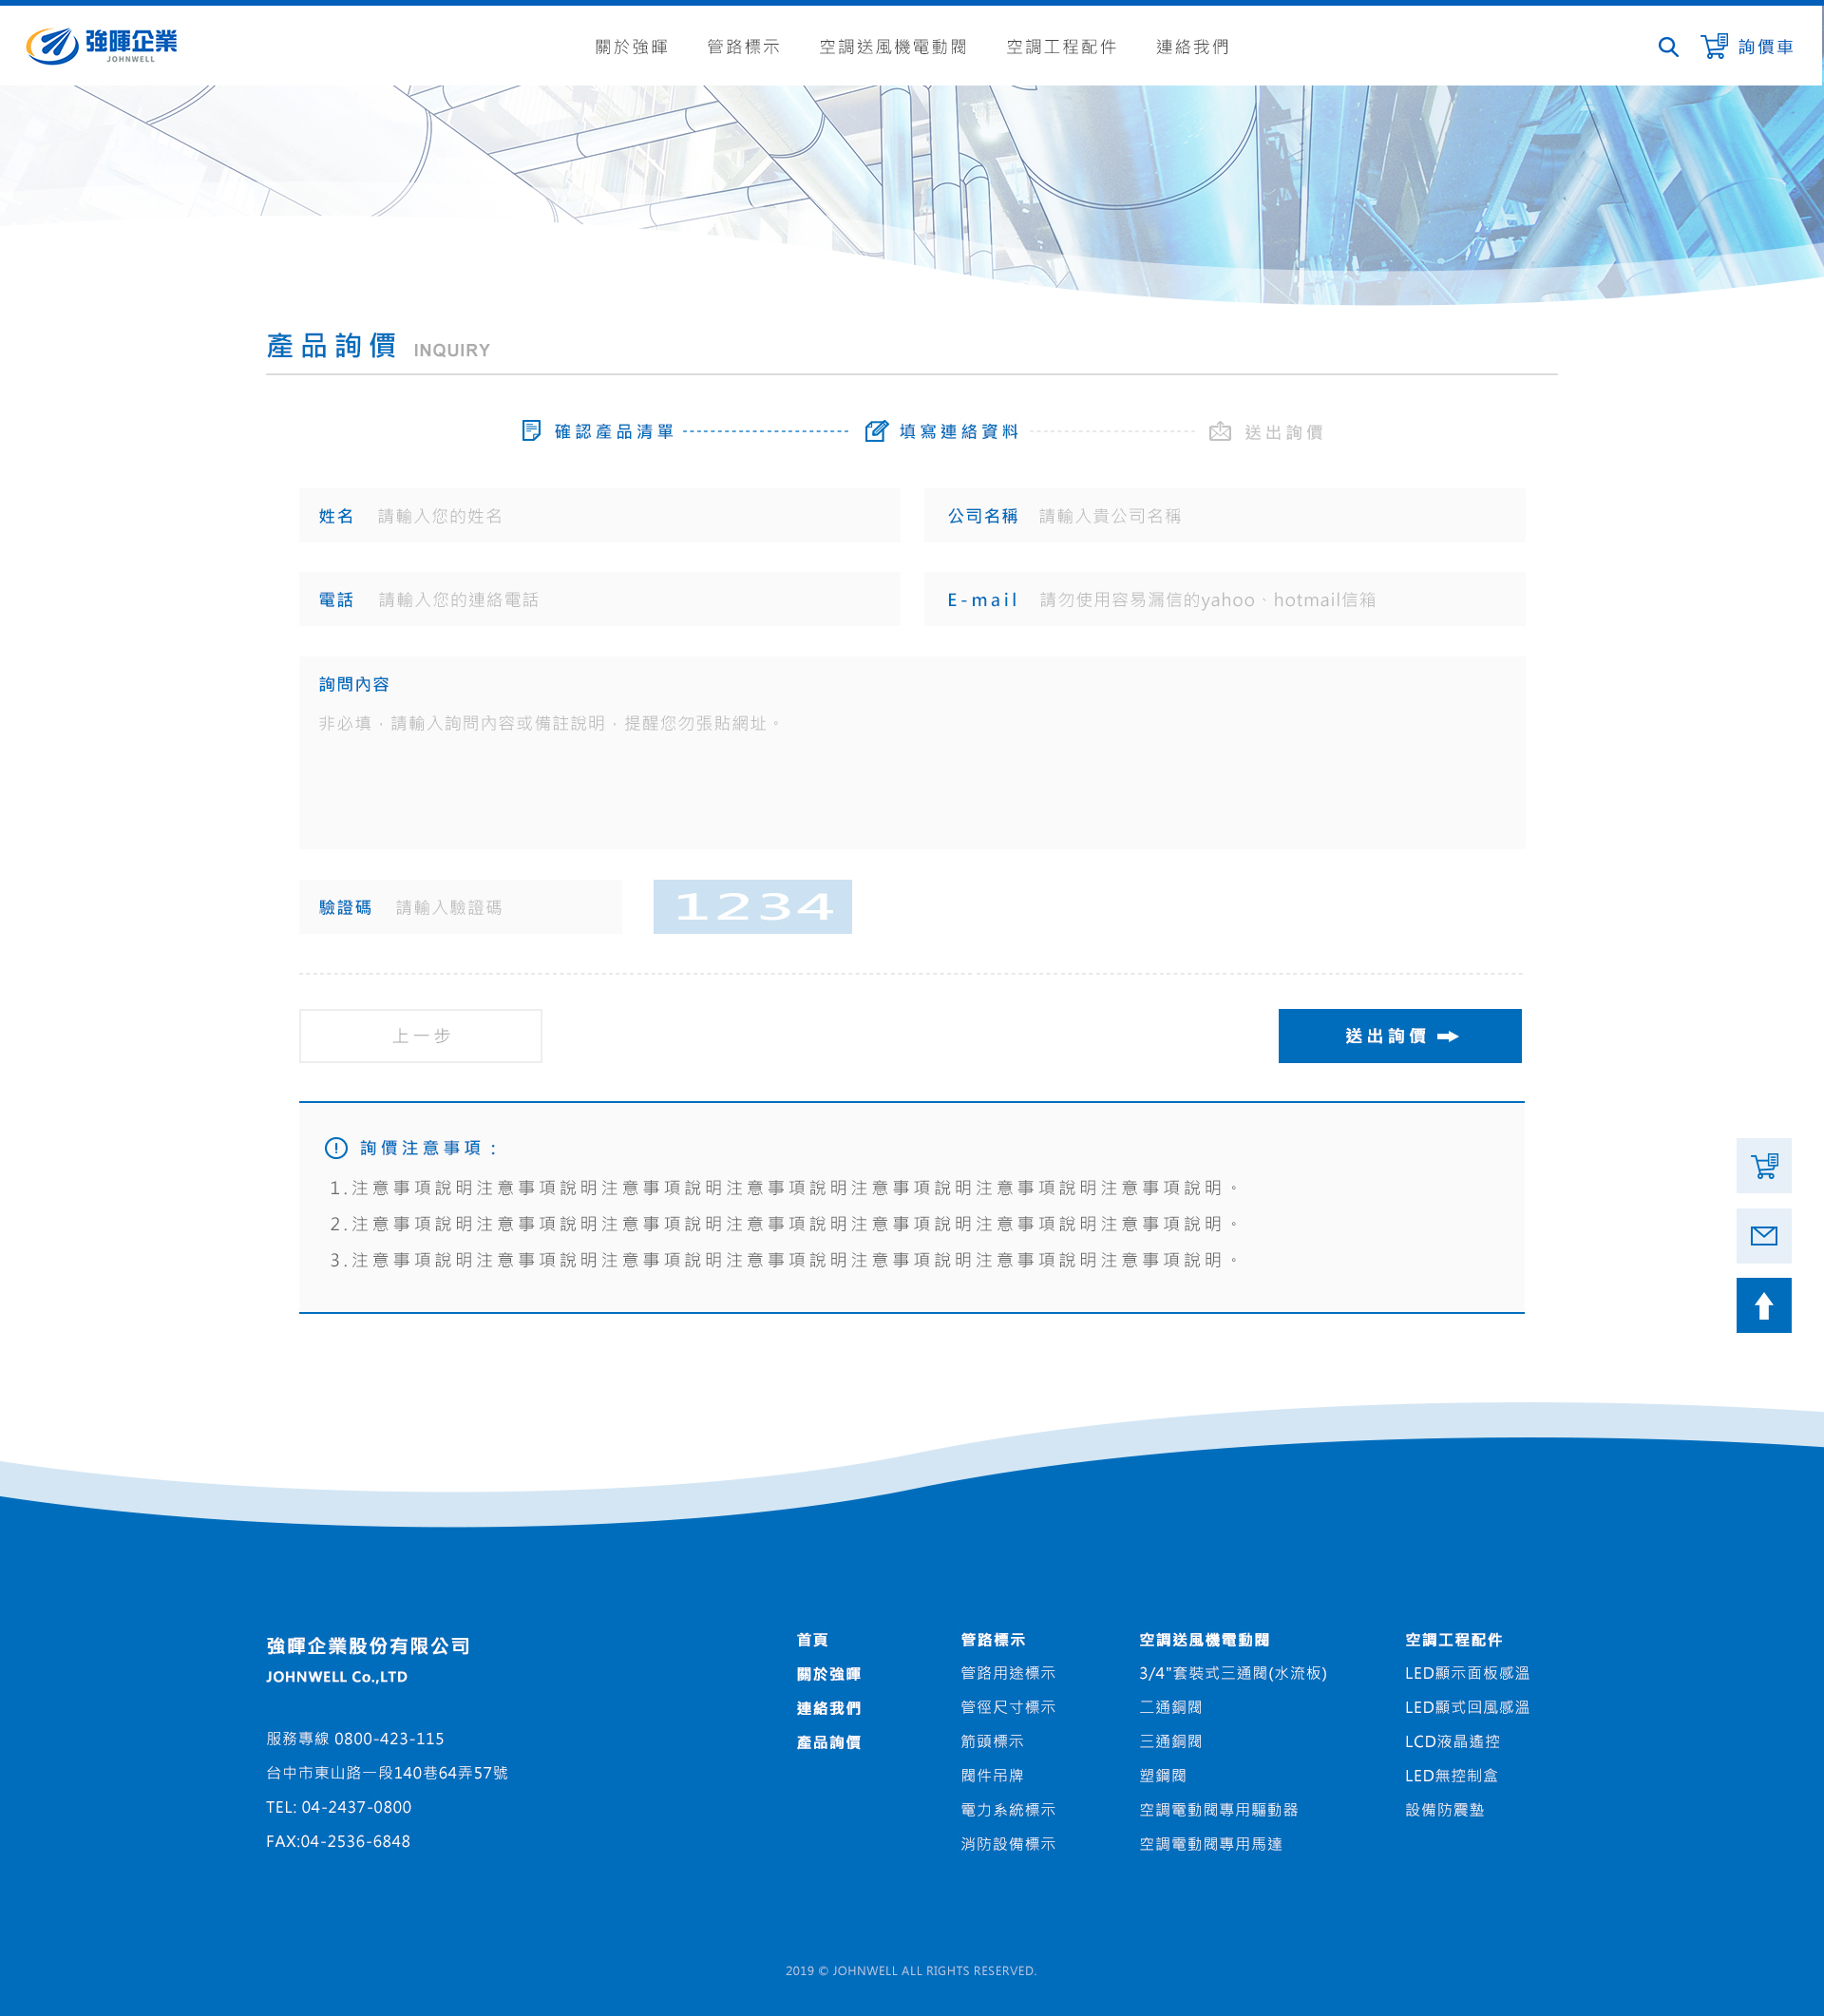 強暉企業
JOHNWELL
關於強暉 管路標示 空調送風機電動閥 空調工程配件 連絡我們
詢價車
產品詢價 INQUIRY
確認產品清單 填寫連絡資料 送出詢價
姓名 請輸入您的姓名
公司名稱 請輸入貴公司名稱
電話 請輸入您的連絡電話
E-mail 請勿使用容易漏信的yahoo、hotmail信箱
詢問內容
非必填，請輸入詢問內容或備註說明，提醒您勿張貼網址。
驗證碼 請輸入驗證碼
1234
上一步
送出詢價
詢價注意事項：
1.注意事項說明注意事項說明注意事項說明注意事項說明注意事項說明注意事項說明注意事項說明。
2.注意事項說明注意事項說明注意事項說明注意事項說明注意事項說明注意事項說明注意事項說明。
3.注意事項說明注意事項說明注意事項說明注意事項說明注意事項說明注意事項說明注意事項說明。
強暉企業股份有限公司
JOHNWELL Co.,LTD
服務專線 0800-423-115
台中市東山路一段140巷64弄57號
TEL: 04-2437-0800
FAX:04-2536-6848
首頁
關於強暉
連絡我們
產品詢價
管路標示
管路用途標示
管徑尺寸標示
箭頭標示
閥件吊牌
電力系統標示
消防設備標示
空調送風機電動閥
3/4"套裝式三通閥(水流板)
二通銅閥
三通銅閥
塑鋼閥
空調電動閥專用驅動器
空調電動閥專用馬達
空調工程配件
LED顯示面板感溫
LED顯式回風感溫
LCD液晶遙控
LED無控制盒
設備防震墊
2019 © JOHNWELL ALL RIGHTS RESERVED.